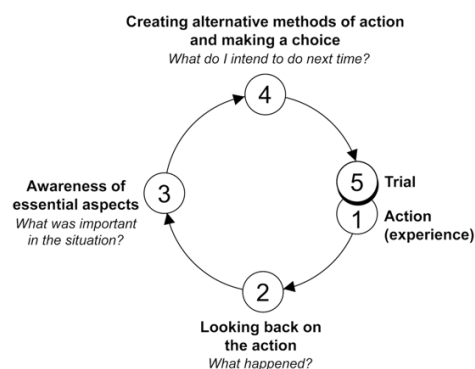 Creating alternative methods of action
and making a choice
What do I intend to do next time?
4
5
Trial
Awareness of
essential aspects
What was important
in the situation?
3
1
Action
(experience)
2
Looking back on
the action
What happened?